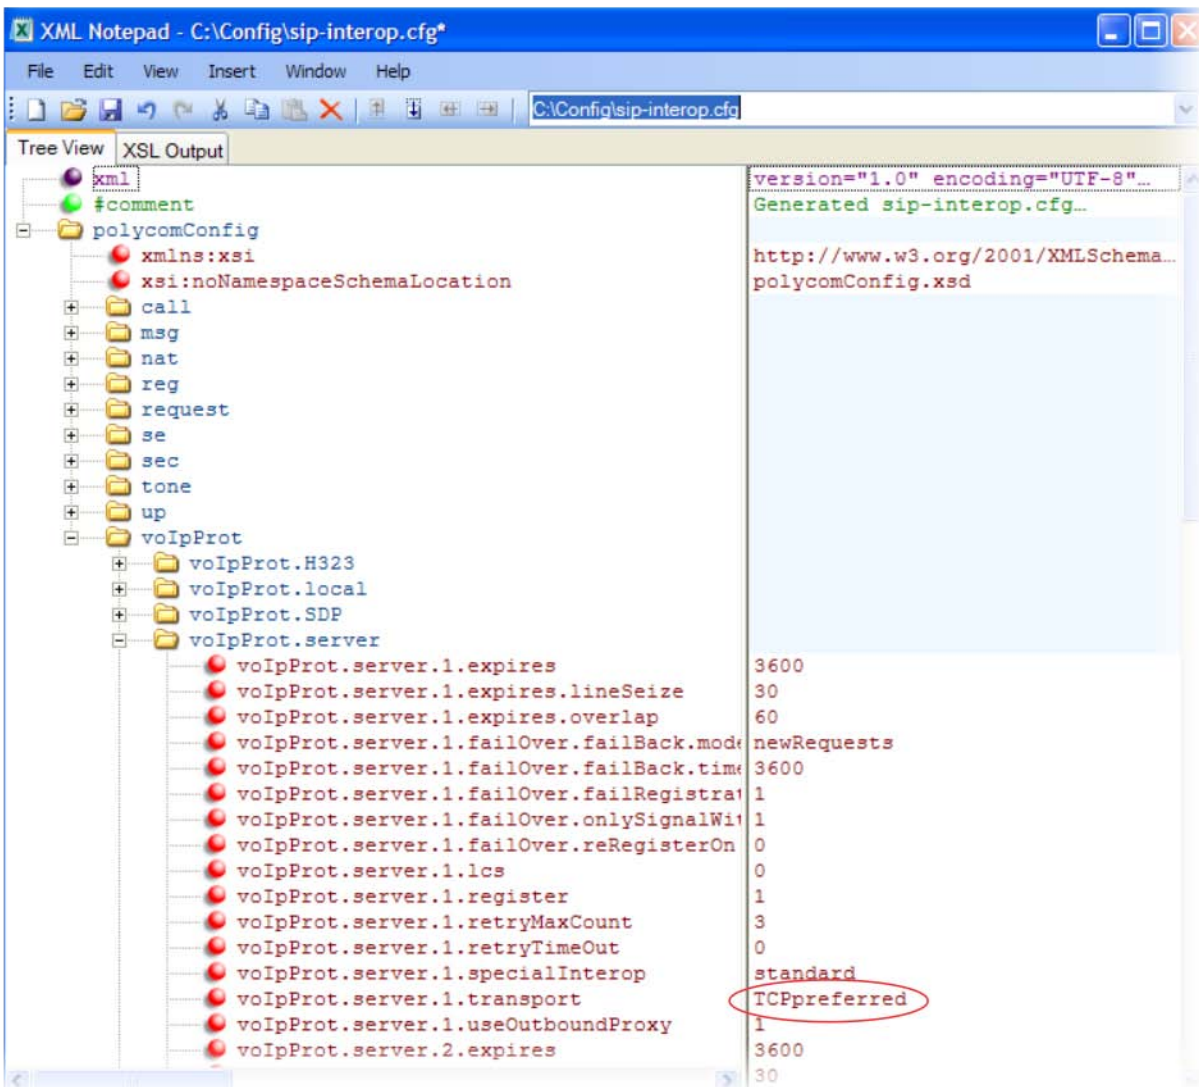 XML Notepad - C:\Config\sip-interop.cfg*
File Edit View Insert Window Help
C:\Config\sip-interop.cfg
Tree View XSL Output
xml version="1.0" encoding="UTF-8"…
#comment Generated sip-interop.cfg…
polycomConfig
xmlns:xsi http://www.w3.org/2001/XMLSchema…
xsi:noNamespaceSchemaLocation polycomConfig.xsd
call
msg
nat
reg
request
se
sec
tone
up
voIpProt
voIpProt.H323
voIpProt.local
voIpProt.SDP
voIpProt.server
voIpProt.server.1.expires 3600
voIpProt.server.1.expires.lineSeize 30
voIpProt.server.1.expires.overlap 60
voIpProt.server.1.failOver.failBack.mode newRequests
voIpProt.server.1.failOver.failBack.time 3600
voIpProt.server.1.failOver.failRegistrat 1
voIpProt.server.1.failOver.onlySignalWit 1
voIpProt.server.1.failOver.reRegisterOn 0
voIpProt.server.1.lcs 0
voIpProt.server.1.register 1
voIpProt.server.1.retryMaxCount 3
voIpProt.server.1.retryTimeOut 0
voIpProt.server.1.specialInterop standard
voIpProt.server.1.transport TCPpreferred
voIpProt.server.1.useOutboundProxy 1
voIpProt.server.2.expires 3600
30